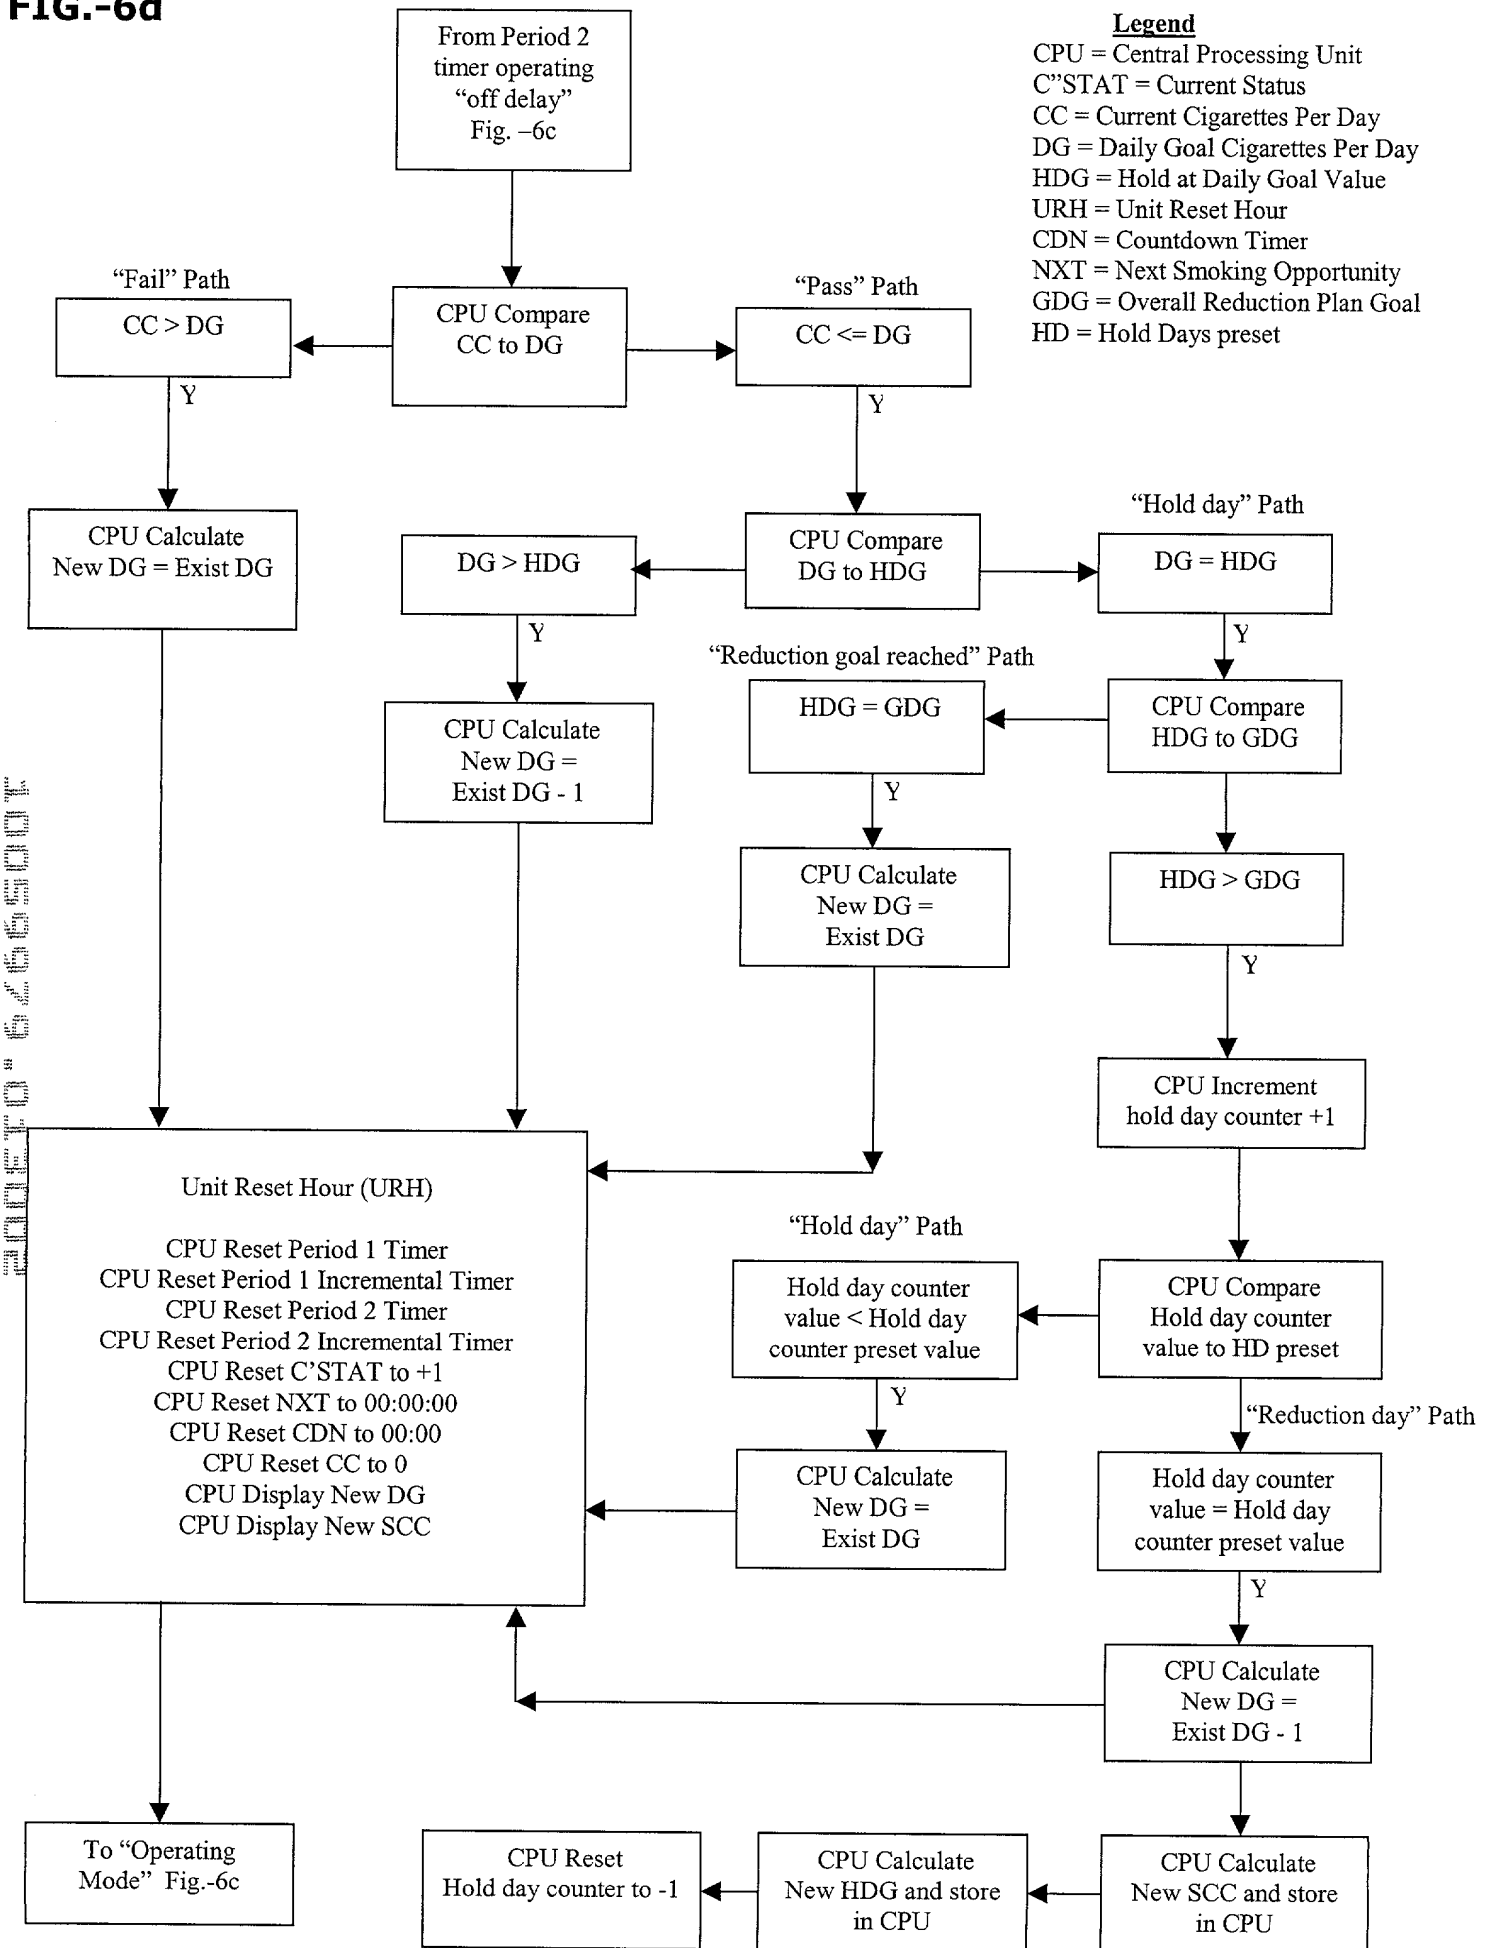 FIG.-6d
From Period 2
timer operating
“off delay”
Fig. –6c
Legend
CPU = Central Processing Unit
C”STAT = Current Status
CC = Current Cigarettes Per Day
DG = Daily Goal Cigarettes Per Day
HDG = Hold at Daily Goal Value
URH = Unit Reset Hour
CDN = Countdown Timer
NXT = Next Smoking Opportunity
GDG = Overall Reduction Plan Goal
HD = Hold Days preset
“Fail” Path
CC > DG
Y
CPU Compare
CC to DG
“Pass” Path
CC <= DG
Y
CPU Calculate
New DG = Exist DG
DG > HDG
Y
CPU Compare
DG to HDG
“Hold day” Path
DG = HDG
Y
“Reduction goal reached” Path
HDG = GDG
Y
CPU Compare
HDG to GDG
CPU Calculate
New DG =
Exist DG - 1
CPU Calculate
New DG =
Exist DG
HDG > GDG
Y
CPU Increment
hold day counter +1
Unit Reset Hour (URH)
CPU Reset Period 1 Timer
CPU Reset Period 1 Incremental Timer
CPU Reset Period 2 Timer
CPU Reset Period 2 Incremental Timer
CPU Reset C’STAT to +1
CPU Reset NXT to 00:00:00
CPU Reset CDN to 00:00
CPU Reset CC to 0
CPU Display New DG
CPU Display New SCC
“Hold day” Path
Hold day counter
value < Hold day
counter preset value
Y
CPU Compare
Hold day counter
value to HD preset
“Reduction day” Path
CPU Calculate
New DG =
Exist DG
Hold day counter
value = Hold day
counter preset value
Y
CPU Calculate
New DG =
Exist DG - 1
To “Operating
Mode” Fig.-6c
CPU Reset
Hold day counter to -1
CPU Calculate
New HDG and store
in CPU
CPU Calculate
New SCC and store
in CPU